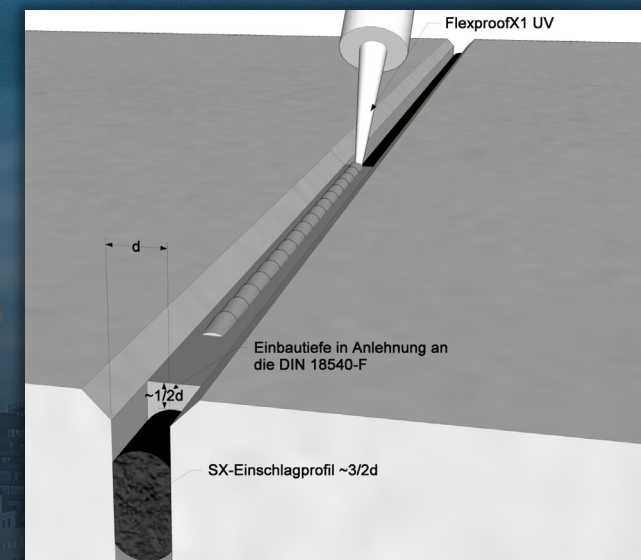 FlexproofX1 UV
d
Einbautiefe in Anlehnung an
die DIN 18540-F
~1/2d
SX-Einschlagprofil ~3/2d